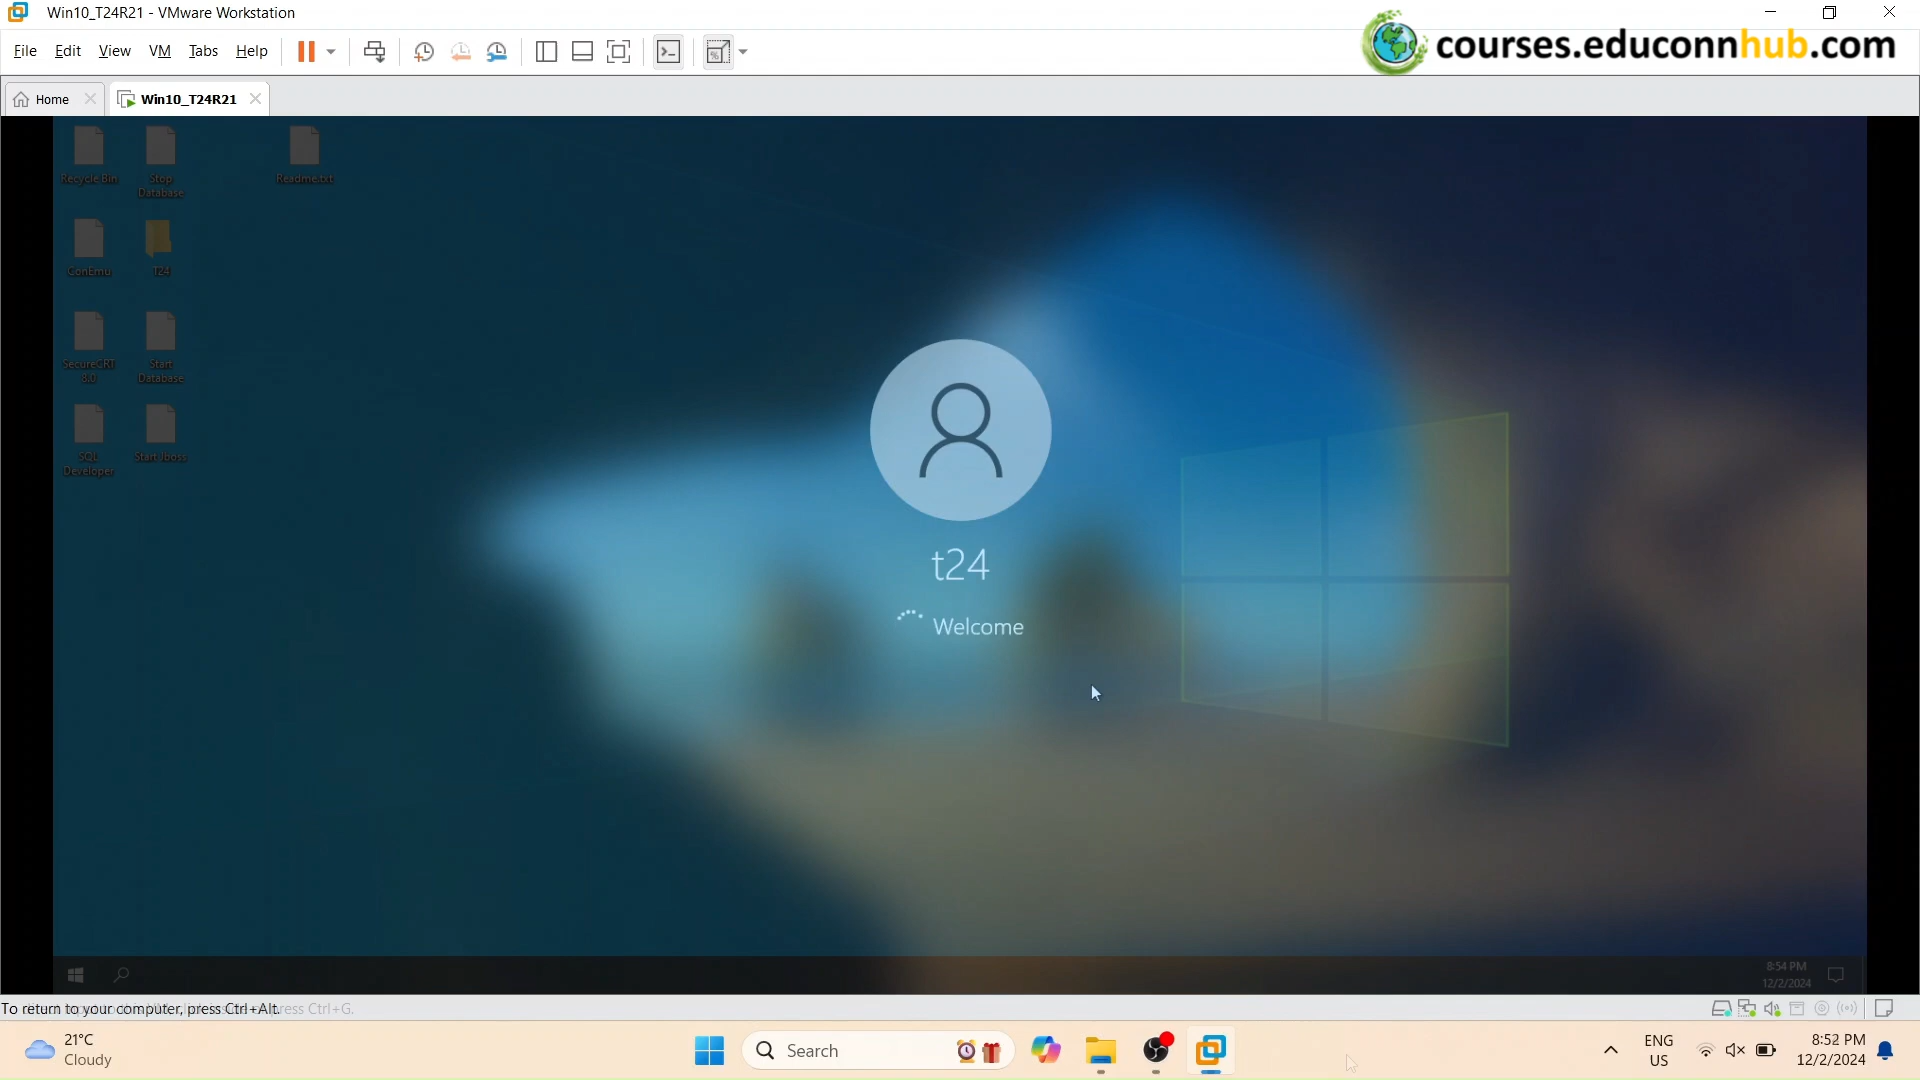 Win10_T24R21 - VMware Workstation
File Edit View VM Tabs Help
courses.educonnhub.com
Home
Win10_T24R21
Recycle Bin
Stop
Database
Readme.txt
ConEmu
T24
SecureCRT
8.0
Start
Database
SQL
Developer
Start Jboss
t24
Welcome
8:54 PM
12/2/2024
To return to your computer, press Ctrl+Alt.
press Ctrl+G.
21°C
Cloudy
Search
ENG
US
8:52 PM
12/2/2024